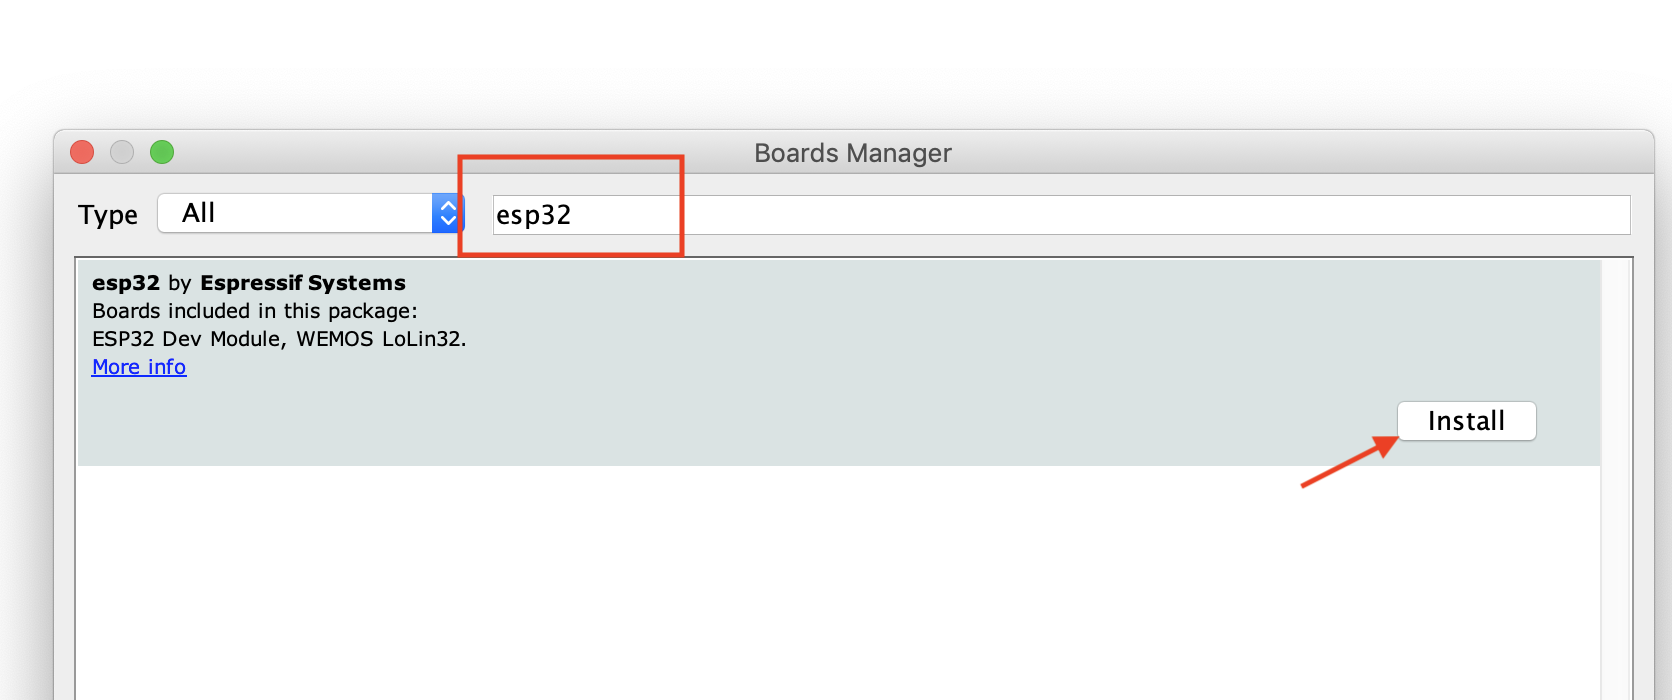 Boards Manager
Type All esp32
esp32 by Espressif Systems
Boards included in this package:
ESP32 Dev Module, WEMOS LoLin32.
More info
Install